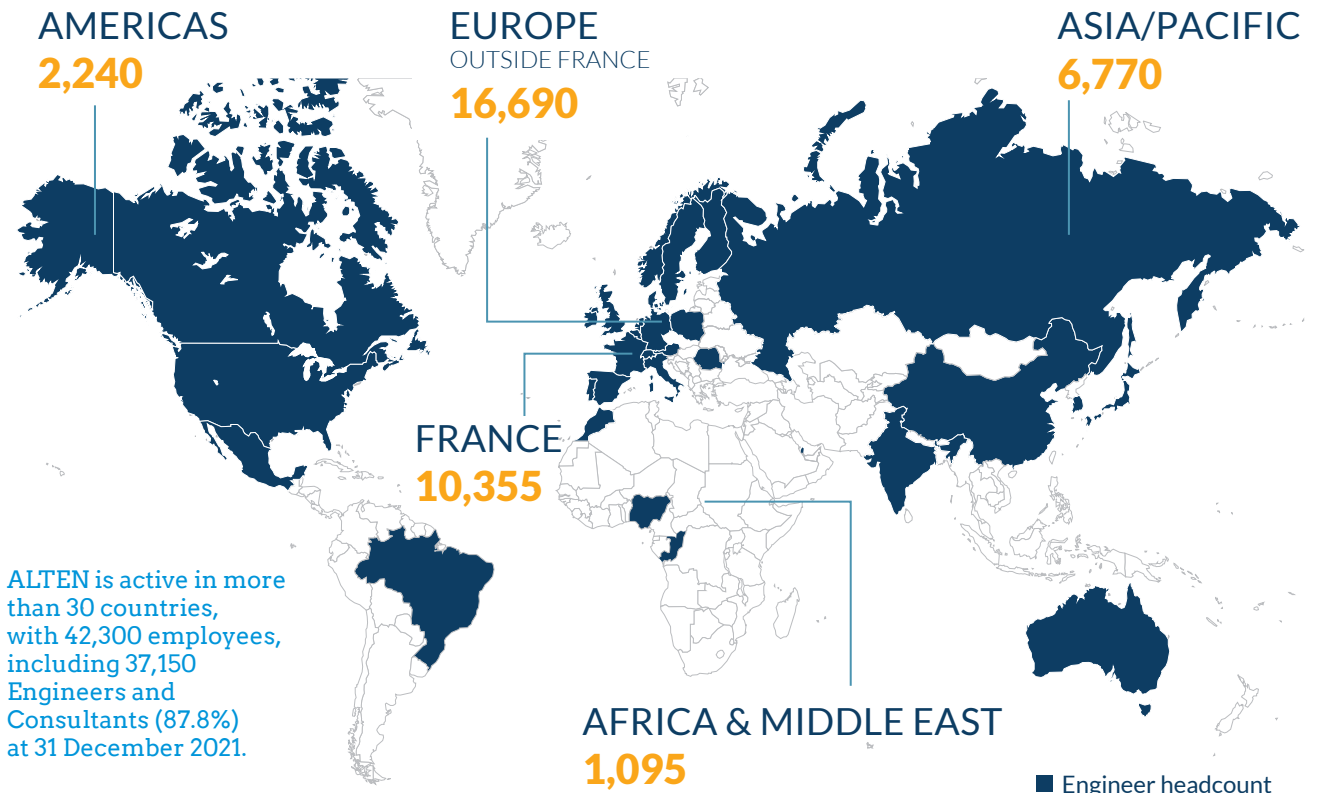 AMERICAS
2,240
EUROPE
OUTSIDE FRANCE
16,690
ASIA/PACIFIC
6,770
FRANCE
10,355
ALTEN is active in more
than 30 countries,
with 42,300 employees,
including 37,150
Engineers and
Consultants (87.8%)
at 31 December 2021.
AFRICA & MIDDLE EAST
1,095
Engineer headcount